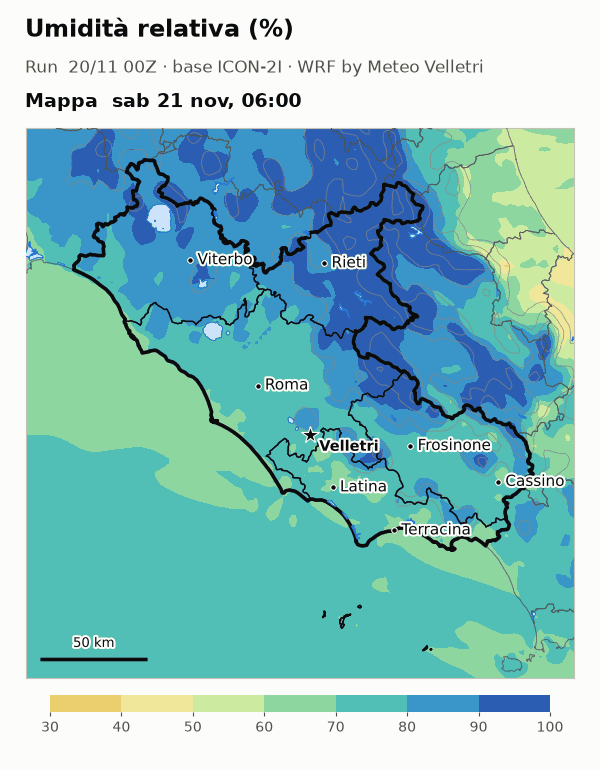 Umidità relativa (%)
Run  20/11 00Z · base ICON-2I · WRF by Meteo Velletri
Mappa  sab 21 nov, 06:00
Viterbo
Rieti
Roma
Velletri
Frosinone
Latina
Cassino
Terracina
50 km
30 40 50 60 70 80 90 100